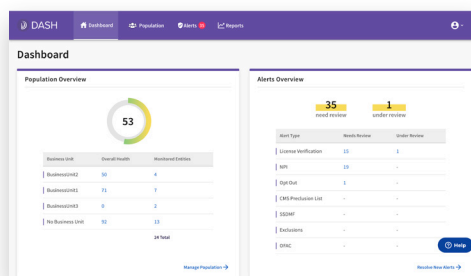 DASH
Dashboard
Population
Alerts
Reports
Dashboard
Population Overview
53
Business Unit Overall Health Monitored Entities
BusinessUnit2 50 4
BusinessUnit1 71 7
BusinessUnit3 0 2
No Business Unit 92 13
24 Total
Manage Population →
Alerts Overview
35 1
need review under review
Alert Type Needs Review Under Review
License Verification 15 1
NPI 19 -
Opt Out 1 -
CMS Preclusion List - -
SSDMF - -
Exclusions - -
OFAC - -
Help
Resolve New Alerts →